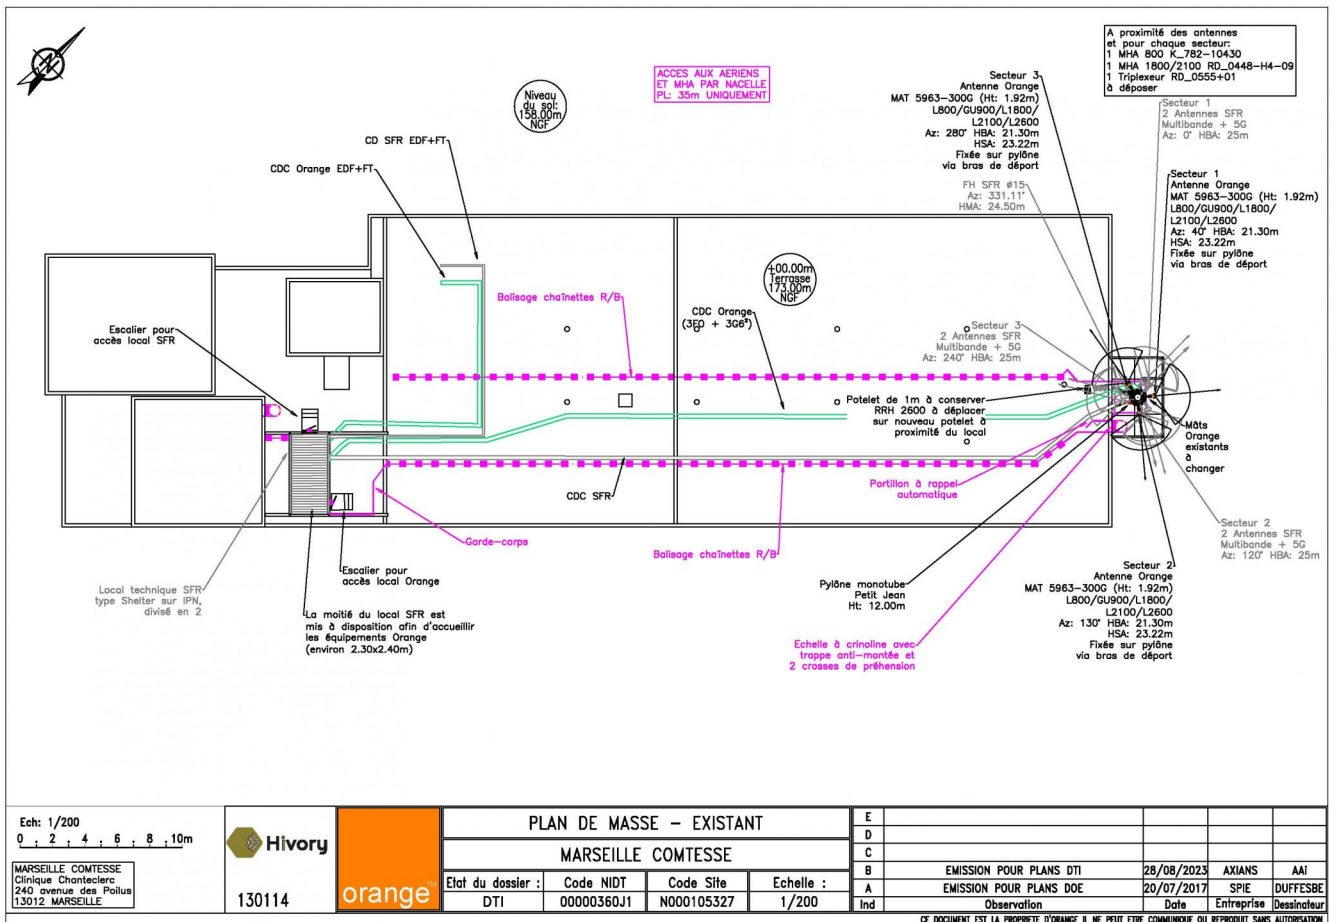 A proximité des antennes
et pour chaque secteur:
1 MHA 800 K_782-10430
1 MHA 1800/2100 RD_0448-H4-09
1 Triplexeur RD_0555+01
à déposer
ACCES AUX AERIENS
ET MHA PAR NACELLE
PL: 35m UNIQUEMENT
Niveau
du sol:
158.00m
NGF
Secteur 3
Antenne Orange
MAT 5963-300G (Ht: 1.92m)
L800/GU900/L1800/
L2100/L2600
Az: 280° HBA: 21.30m
HSA: 23.22m
Fixée sur pylône
via bras de déport
Secteur 1
2 Antennes SFR
Multibande + 5G
Az: 0° HBA: 25m
CD SFR EDF+FT
CDC Orange EDF+FT
FH SFR ø15
Az: 331.11°
HMA: 24.50m
Secteur 1
Antenne Orange
MAT 5963-300G (Ht: 1.92m)
L800/GU900/L1800/
L2100/L2600
Az: 40° HBA: 21.30m
HSA: 23.22m
Fixée sur pylône
via bras de déport
+00.00m
Terrasse
173.00m
NGF
Balisage chaînettes R/B
CDC Orange
(3FO + 3G6²)
Escalier pour
accès local SFR
Secteur 3
2 Antennes SFR
Multibande + 5G
Az: 240° HBA: 25m
Potelet de 1m à conserver
RRH 2600 à déplacer
sur nouveau potelet à
proximité du local
Mâts
Orange
existants
à
changer
Portillon à rappel
automatique
CDC SFR
Garde-corps
Balisage chaînettes R/B
Secteur 2
2 Antennes SFR
Multibande + 5G
Az: 120° HBA: 25m
Escalier pour
accès local Orange
Local technique SFR
type Shelter sur IPN,
divisé en 2
La moitié du local SFR est
mis à disposition afin d'accueillir
les équipements Orange
(environ 2.30x2.40m)
Pylône monotube
Petit Jean
Ht: 12.00m
Secteur 2
Antenne Orange
MAT 5963-300G (Ht: 1.92m)
L800/GU900/L1800/
L2100/L2600
Az: 130° HBA: 21.30m
HSA: 23.22m
Fixée sur pylône
via bras de déport
Echelle à crinoline avec
trappe anti-montée et
2 crosses de préhension
Ech: 1/200
0 2 4 6 8 10m
MARSEILLE COMTESSE
Clinique Chanteclerc
240 avenue des Poilus
13012 MARSEILLE
Hivory
130114
orange™
PLAN DE MASSE - EXISTANT
MARSEILLE COMTESSE
Etat du dossier : Code NIDT Code Site Echelle :
DTI 00000360J1 N000105327 1/200
E
D
C
B EMISSION POUR PLANS DTI 28/08/2023 AXIANS AAi
A EMISSION POUR PLANS DOE 20/07/2017 SPIE DUFFESBE
Ind Observation Date Entreprise Dessinateur
CE DOCUMENT EST LA PROPRIETE D'ORANGE IL NE PEUT ETRE COMMUNIQUE OU REPRODUIT SANS AUTORISATION